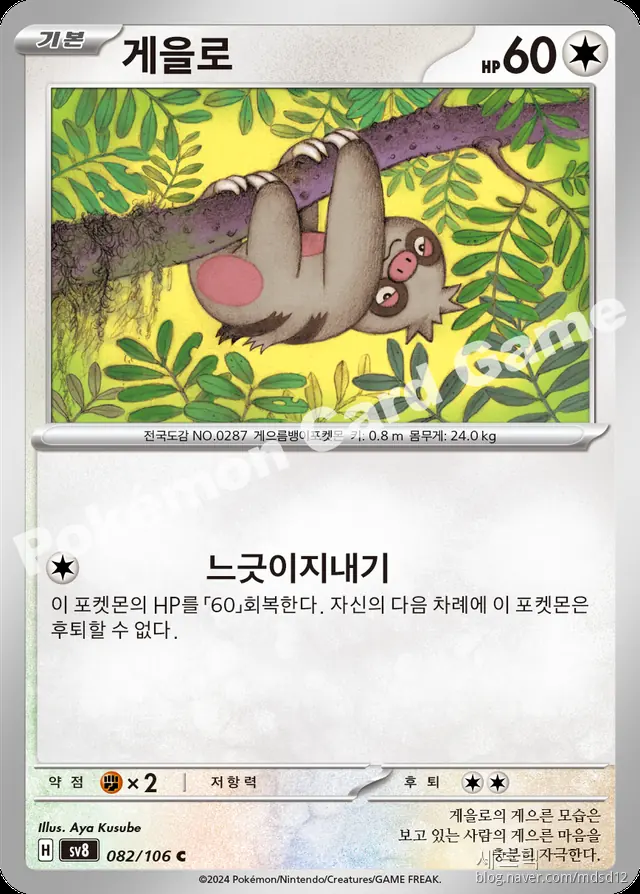 기본 게을로 HP 60
전국도감 NO.0287 게으름뱅이포켓몬 키: 0.8 m 몸무게: 24.0 kg
Pokémon Card Game
느긋이지내기
이 포켓몬의 HP를 「60」회복한다. 자신의 다음 차례에 이 포켓몬은
후퇴할 수 없다.
약점 ×2 저항력 후퇴
Illus. Aya Kusube
게을로의 게으른 모습은
보고 있는 사람의 게으른 마음을
충분히 자극한다.
H sv8 082/106 C
blog.naver.com/mdsd12
©2024 Pokémon/Nintendo/Creatures/GAME FREAK.